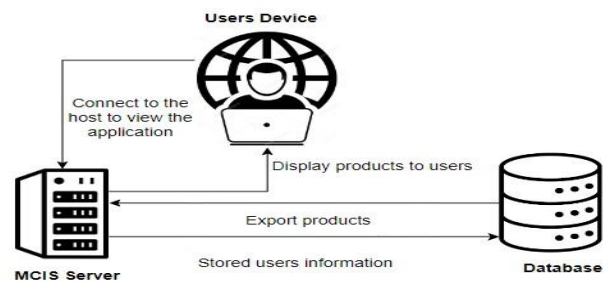 Users Device
Connect to the
host to view the
application
Display products to users
Export products
Stored users information
MCIS Server
Database